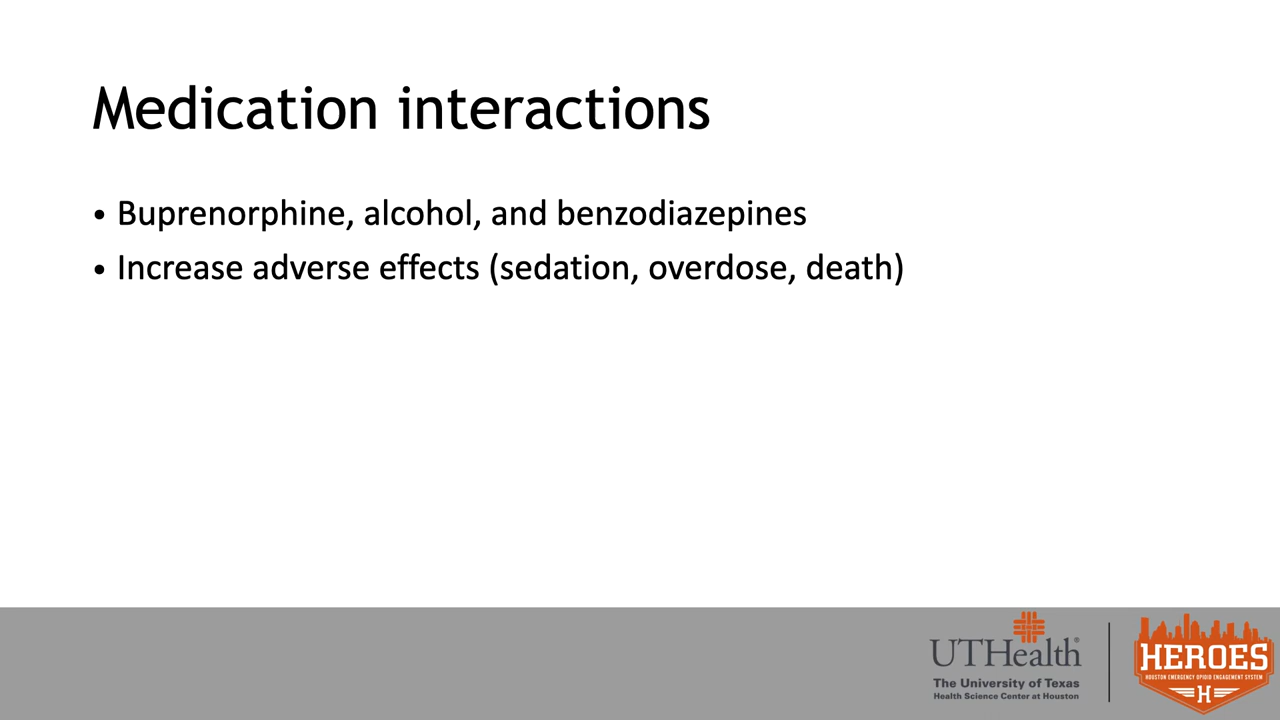 Medication interactions
• Buprenorphine, alcohol, and benzodiazepines
• Increase adverse effects (sedation, overdose, death)
UTHealth®
The University of Texas
Health Science Center at Houston
HEROES
HOUSTON EMERGENCY OPIOID ENGAGEMENT SYSTEM
H